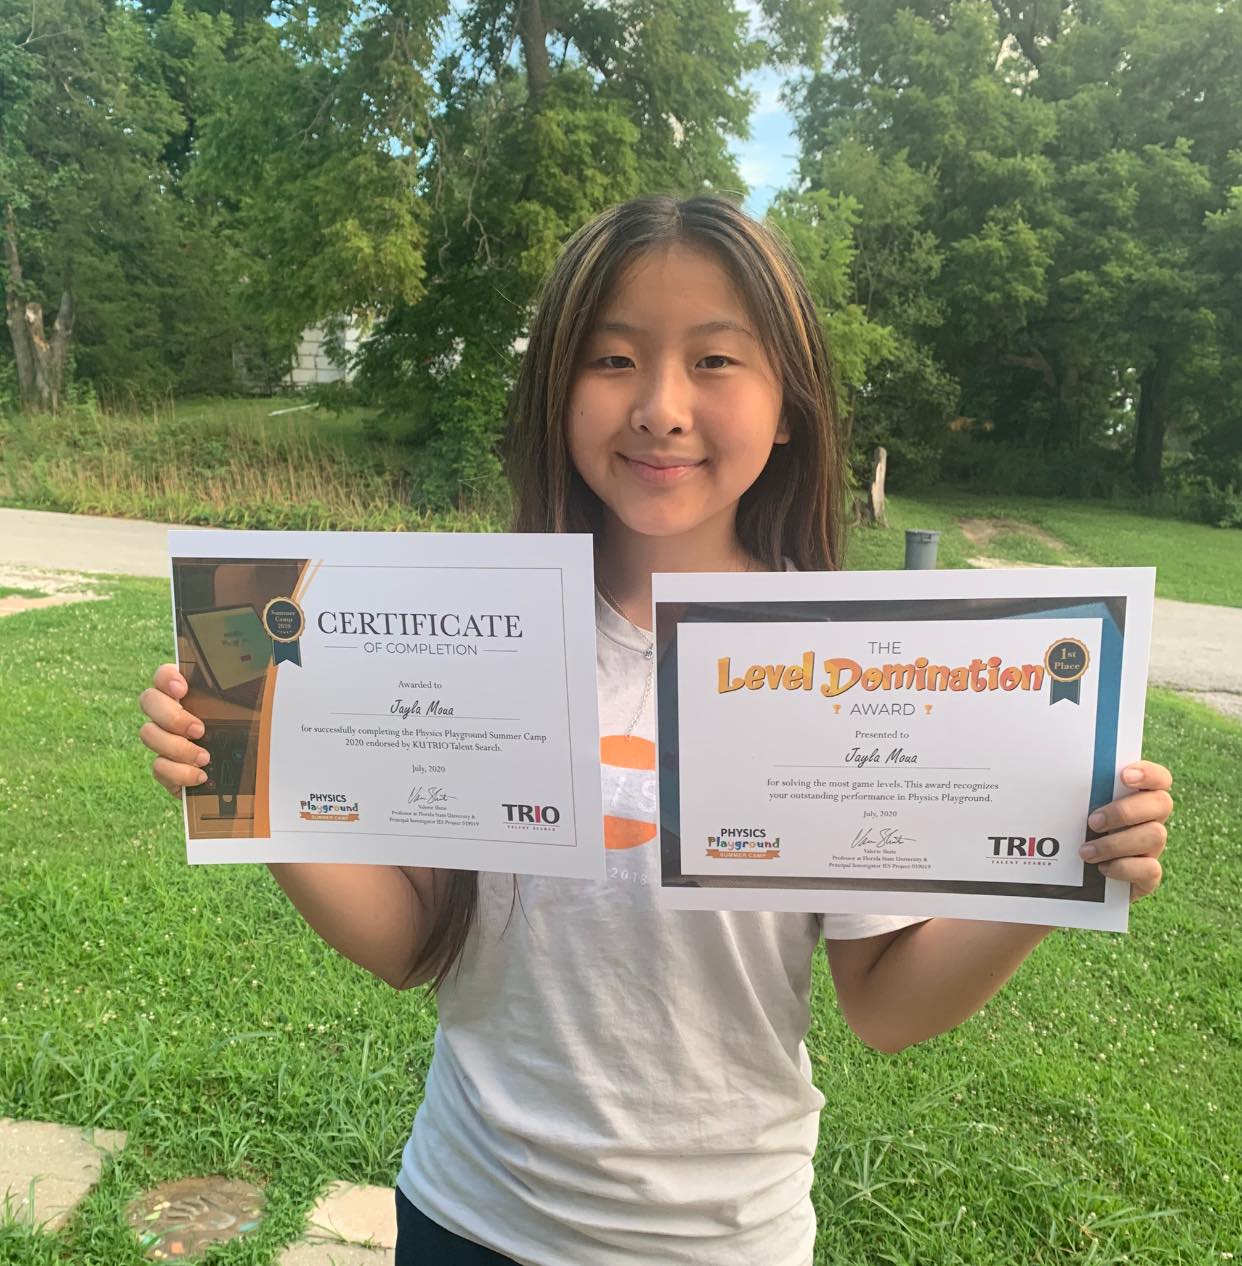 Summer
Camp
2020
CERTIFICATE
OF COMPLETION
Awarded to
Jayla Moua
for successfully completing the Physics Playground Summer Camp
2020 endorsed by KU TRIO Talent Search.
July, 2020
PHYSICS
Playground
SUMMER CAMP
Valerie Shute
Professor at Florida State University &
Principal Investigator IES Project 039019
TRIO
TALENT SEARCH
THE
Level Domination
AWARD
1st
Place
Presented to
Jayla Moua
for solving the most game levels. This award recognizes
your outstanding performance in Physics Playground.
July, 2020
PHYSICS
Playground
SUMMER CAMP
Valerie Shute
Professor at Florida State University &
Principal Investigator IES Project 039019
TRIO
TALENT SEARCH
2018